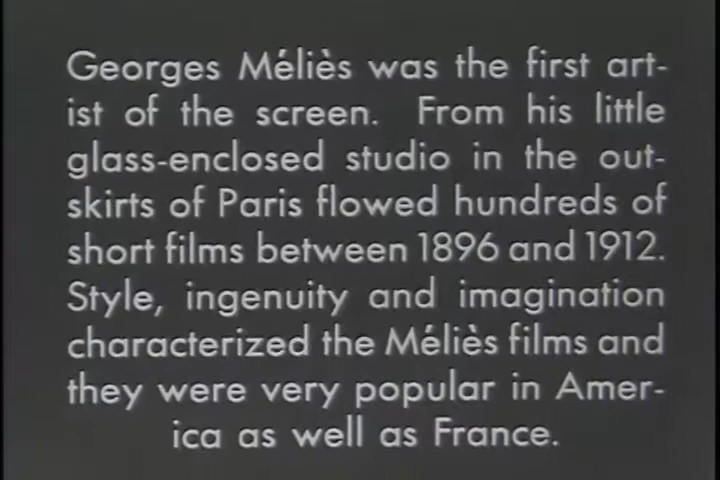 Georges Méliès was the first art-
ist of the screen. From his little
glass-enclosed studio in the out-
skirts of Paris flowed hundreds of
short films between 1896 and 1912.
Style, ingenuity and imagination
characterized the Méliès films and
they were very popular in Amer-
ica as well as France.